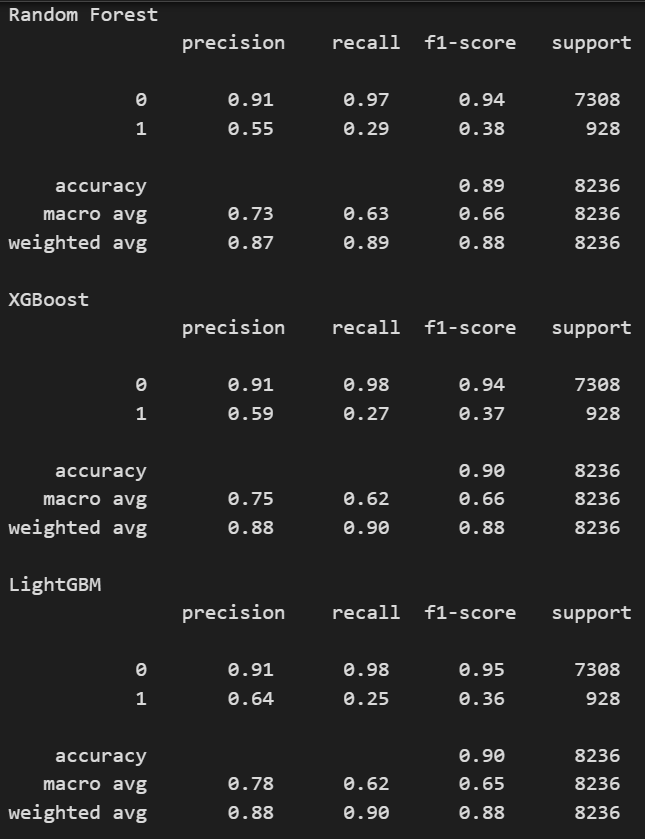 Random Forest
precision recall f1-score support
0 0.91 0.97 0.94 7308
1 0.55 0.29 0.38 928
accuracy 0.89 8236
macro avg 0.73 0.63 0.66 8236
weighted avg 0.87 0.89 0.88 8236
XGBoost
precision recall f1-score support
0 0.91 0.98 0.94 7308
1 0.59 0.27 0.37 928
accuracy 0.90 8236
macro avg 0.75 0.62 0.66 8236
weighted avg 0.88 0.90 0.88 8236
LightGBM
precision recall f1-score support
0 0.91 0.98 0.95 7308
1 0.64 0.25 0.36 928
accuracy 0.90 8236
macro avg 0.78 0.62 0.65 8236
weighted avg 0.88 0.90 0.88 8236